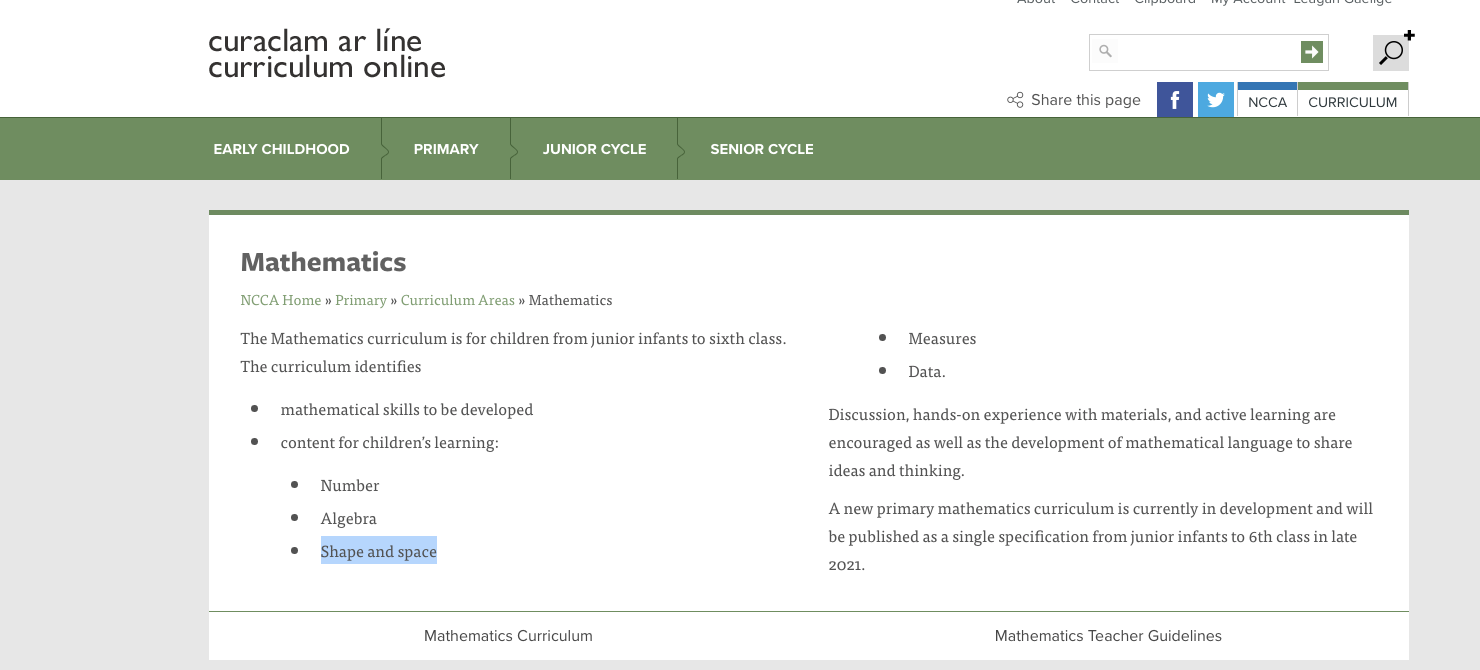 About Contact Clipboard My Account Leagan Gaeilge
curaclam ar líne
curriculum online
Share this page
NCCA
CURRICULUM
EARLY CHILDHOOD
PRIMARY
JUNIOR CYCLE
SENIOR CYCLE
Mathematics
NCCA Home » Primary » Curriculum Areas » Mathematics
The Mathematics curriculum is for children from junior infants to sixth class.
The curriculum identifies
mathematical skills to be developed
content for children's learning:
Number
Algebra
Shape and space
Measures
Data.
Discussion, hands-on experience with materials, and active learning are
encouraged as well as the development of mathematical language to share
ideas and thinking.
A new primary mathematics curriculum is currently in development and will
be published as a single specification from junior infants to 6th class in late
2021.
Mathematics Curriculum
Mathematics Teacher Guidelines